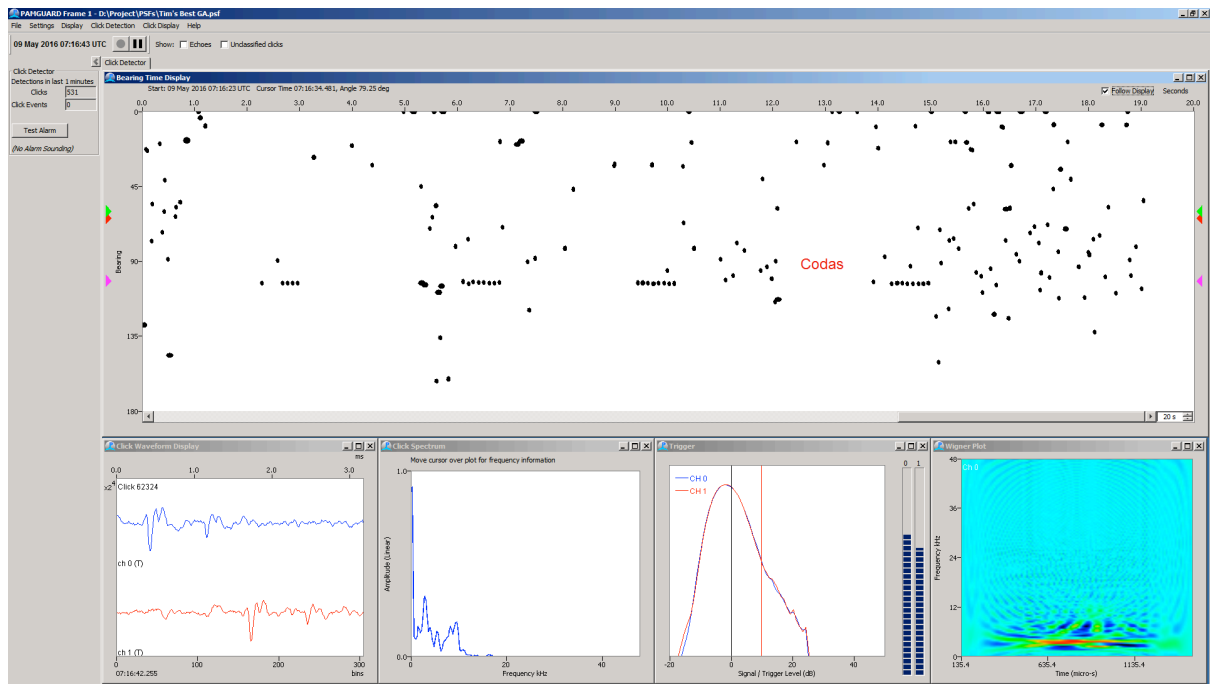 PAMGUARD Frame 1 - D:\Project\PSFs\Tim's Best GA.psf
File Settings Display Click Detection Click Display Help
09 May 2016 07:16:43 UTC Show: Echoes Unclassified clicks
Click Detector
Click Detector
Detections in last 1 minutes
Clicks 531
Click Events 0
Test Alarm
(No Alarm Sounding)
Bearing Time Display
Start: 09 May 2016 07:16:23 UTC Cursor Time 07:16:34.481, Angle 79.25 deg Follow Display Seconds
0.0 1.0 2.0 3.0 4.0 5.0 6.0 7.0 8.0 9.0 10.0 11.0 12.0 13.0 14.0 15.0 16.0 17.0 18.0 19.0 20.0
0
45
90
135
180
Bearing
Codas
20 s
Click Waveform Display
ms
0.0 1.0 2.0 3.0
x2^4 Click 62324
ch 0 (T)
ch 1 (T)
0 100 200 300
07:16:42.255 bins
Click Spectrum
Move cursor over plot for frequency information
1.0
Amplitude (Linear)
0.0
0 20 40
Frequency kHz
Trigger
0 1
CH 0
CH 1
-20 0 20 40
Signal / Trigger Level (dB)
Wigner Plot
Ch 0
48
36
24
12
0
Frequency kHz
135.4 635.4 1135.4
Time (micro-s)